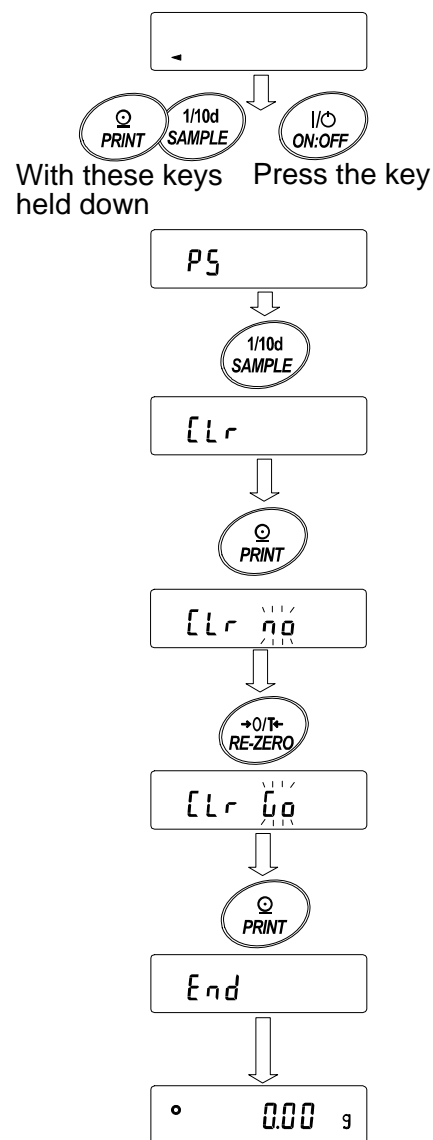 ◄
PRINT
1/10d
SAMPLE
I/⏻
ON:OFF
With these keys
held down
Press the key
PS
1/10d
SAMPLE
CLr
PRINT
CLr no
→0/T←
RE-ZERO
CLr Go
PRINT
End
0.00 g